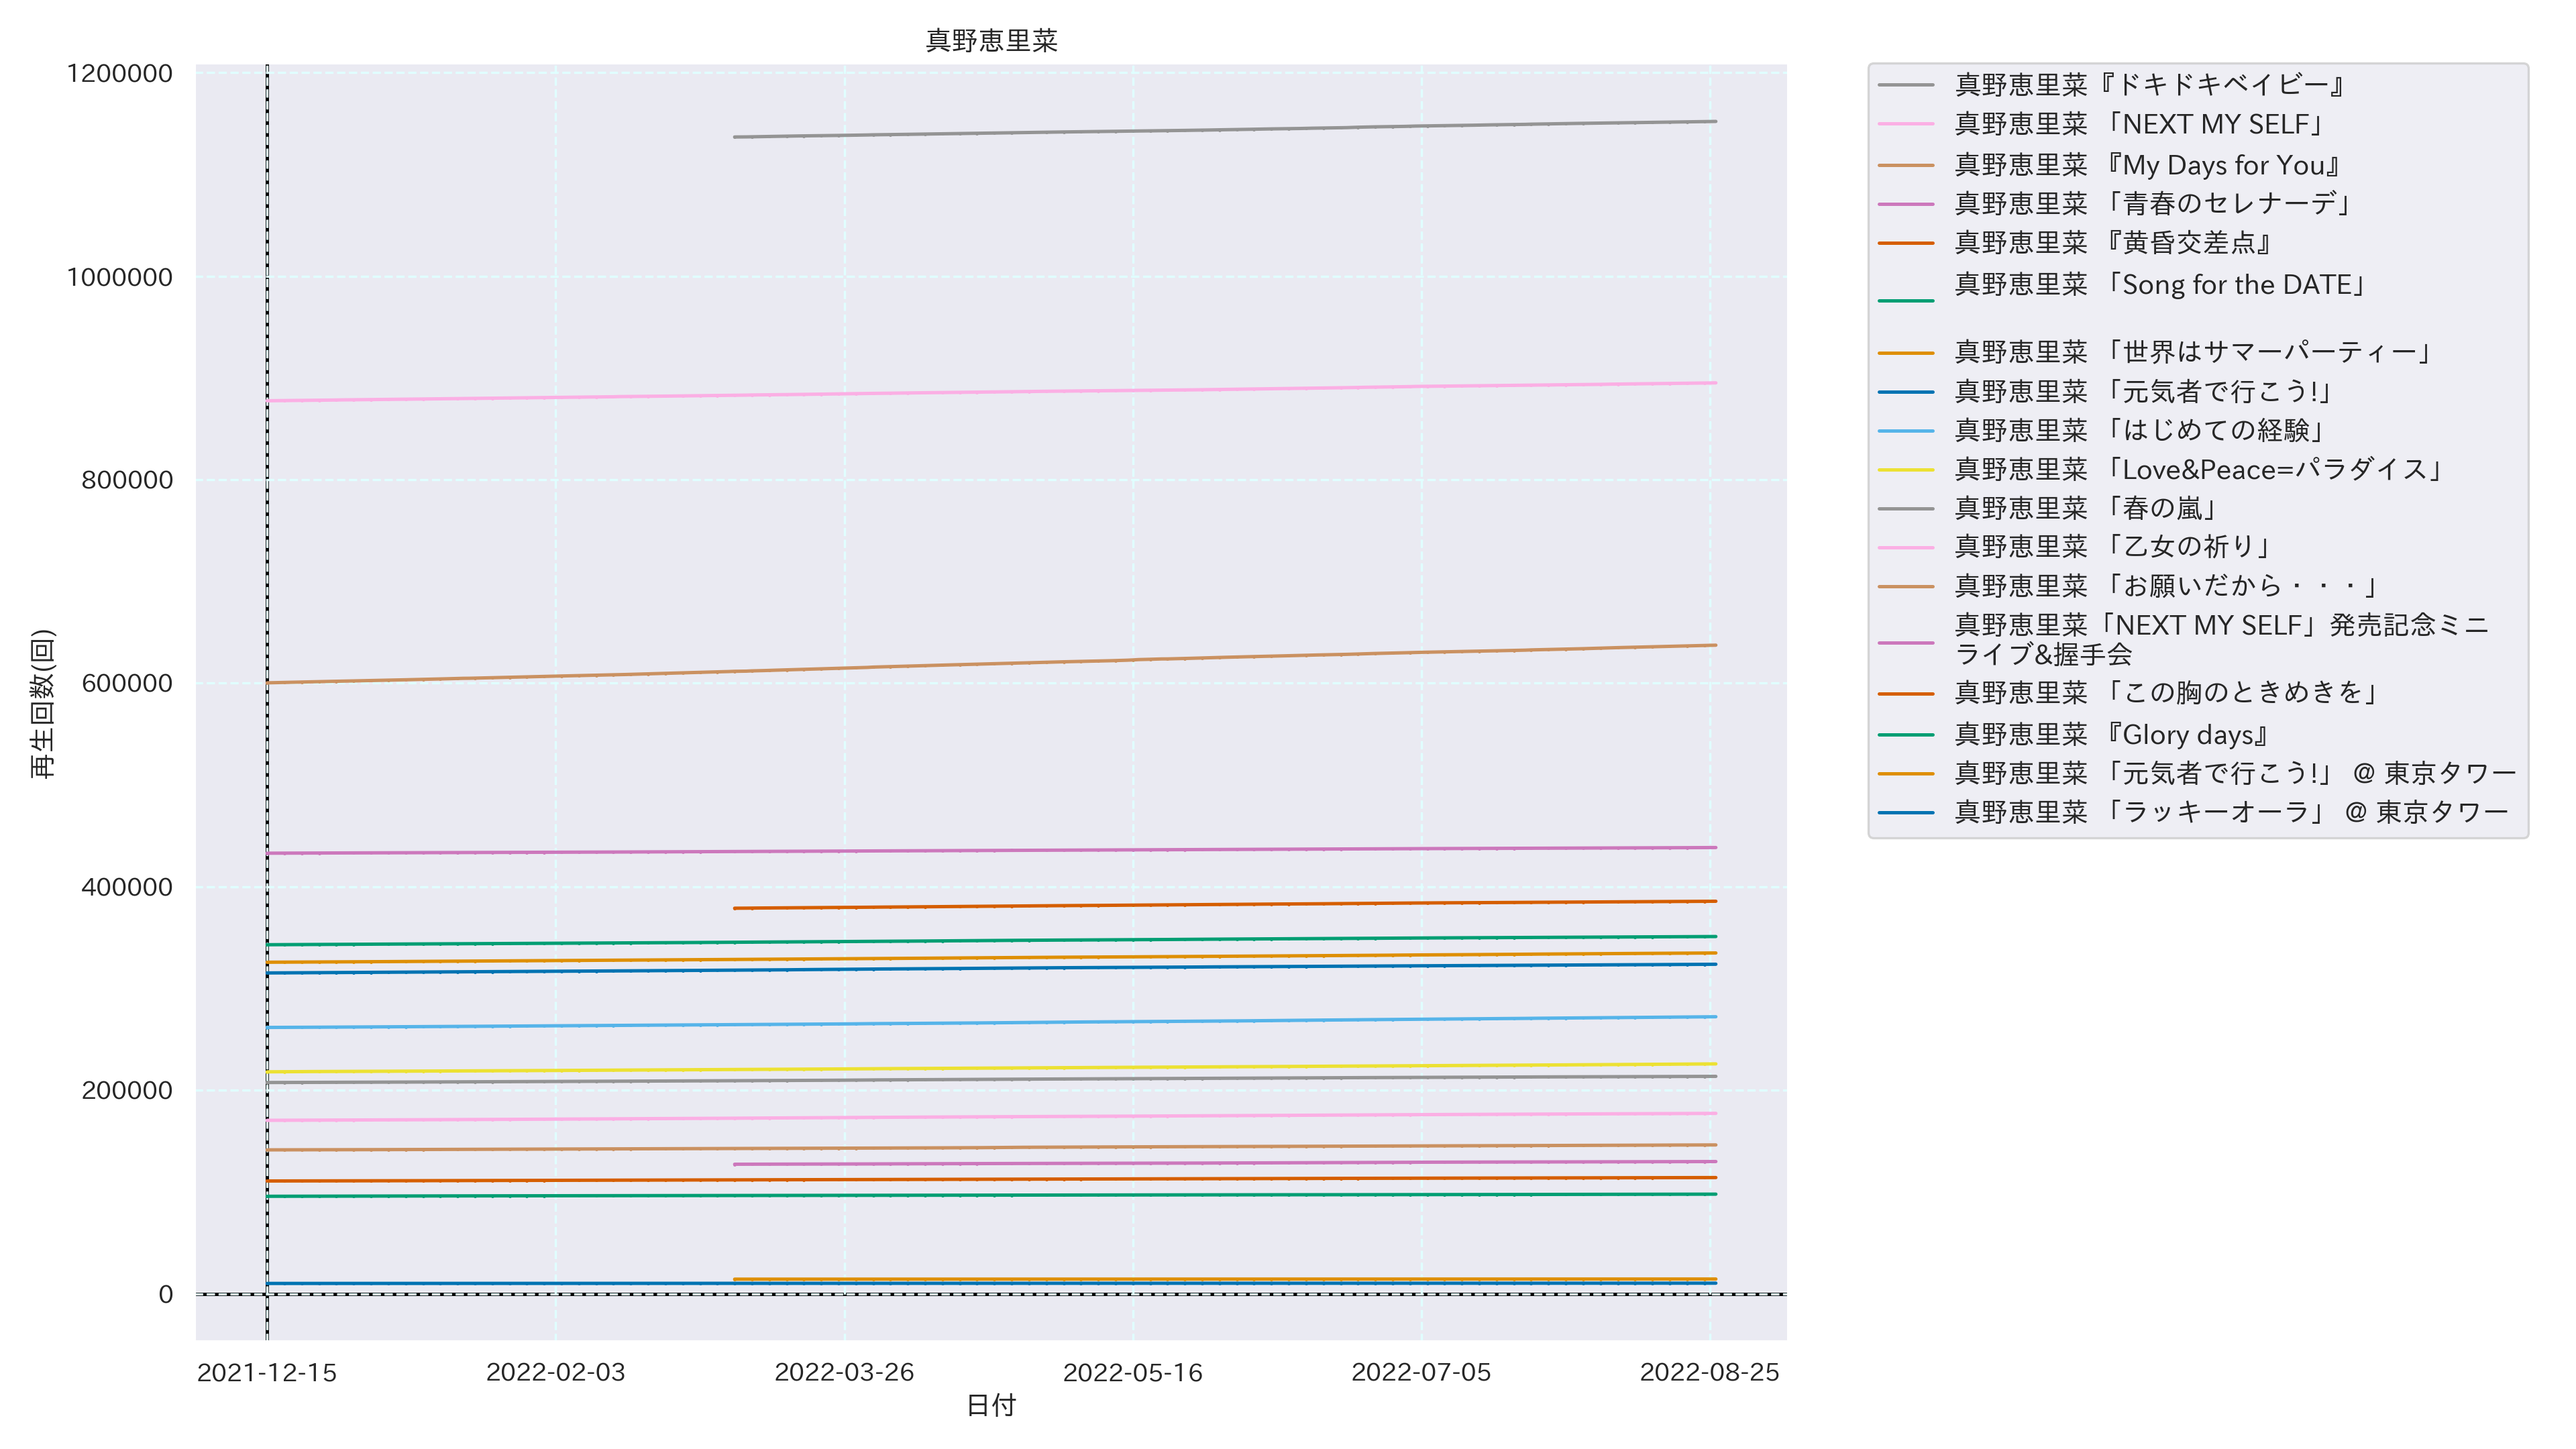 真野恵里菜
再生回数(回)
1200000
1000000
800000
600000
400000
200000
0
2021-12-15
2022-02-03
2022-03-26
2022-05-16
2022-07-05
2022-08-25
日付
真野恵里菜『ドキドキベイビー』
真野恵里菜 「NEXT MY SELF」
真野恵里菜 『My Days for You』
真野恵里菜 「青春のセレナーデ」
真野恵里菜 『黄昏交差点』
真野恵里菜 「Song for the DATE」
真野恵里菜 「世界はサマーパーティー」
真野恵里菜 「元気者で行こう!」
真野恵里菜 「はじめての経験」
真野恵里菜 「Love&Peace=パラダイス」
真野恵里菜 「春の嵐」
真野恵里菜 「乙女の祈り」
真野恵里菜 「お願いだから・・・」
真野恵里菜「NEXT MY SELF」発売記念ミニ
ライブ&握手会
真野恵里菜 「この胸のときめきを」
真野恵里菜 『Glory days』
真野恵里菜 「元気者で行こう!」 @ 東京タワー
真野恵里菜 「ラッキーオーラ」 @ 東京タワー